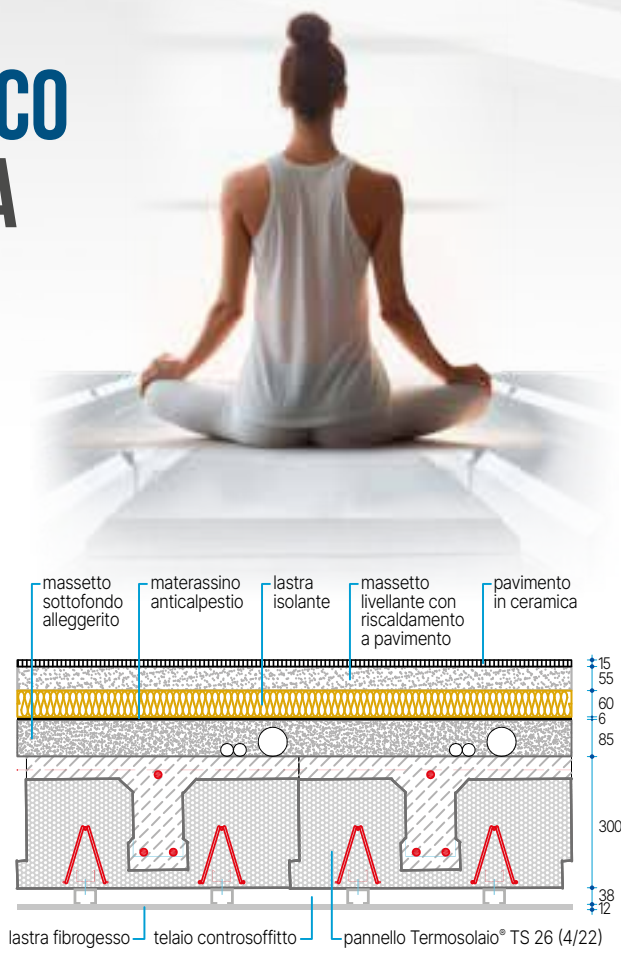 CO
A
massetto
sottofondo
alleggerito
materassino
anticalpestio
lastra
isolante
massetto
livellante con
riscaldamento
a pavimento
pavimento
in ceramica
15
55
60
6
85
300
38
12
lastra fibrogesso
telaio controsoffitto
pannello Termosolaio® TS 26 (4/22)